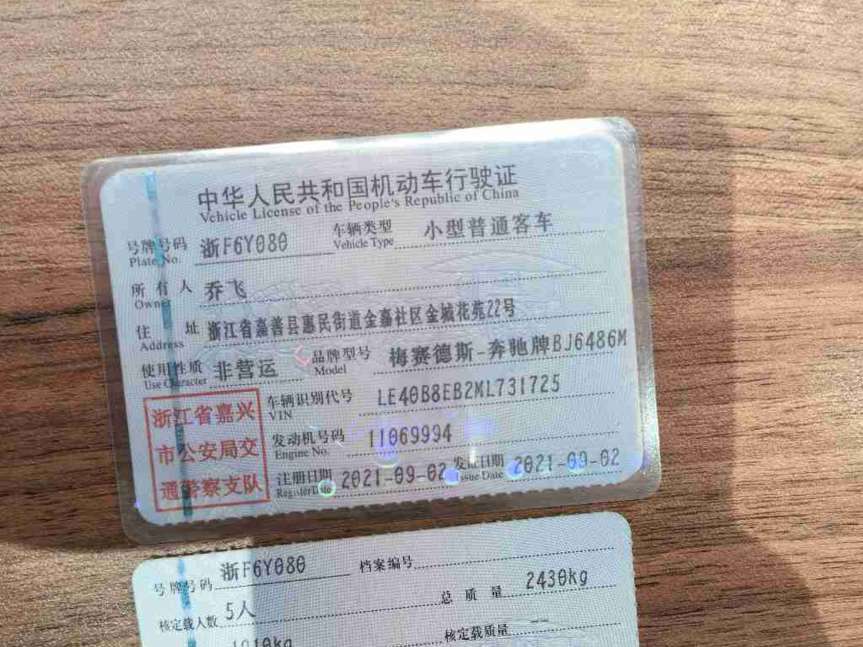 中华人民共和国机动车行驶证
Vehicle License of the People's Republic of China
号牌号码 浙F6Y080 车辆类型 小型普通客车
Plate No. Vehicle Type
所有人 乔飞
Owner
住址 浙江省嘉善县惠民街道金嘉社区金城花苑22号
Address
使用性质 非营运 品牌型号 梅赛德斯-奔驰牌BJ6486M
Use Character Model
浙江省嘉兴
市公安局交
通警察支队
车辆识别代号 LE40B8EB2ML731725
VIN
发动机号码 11069994
Engine No.
注册日期 2021-09-02 发证日期 2021-09-02
Register Date Issue Date
号牌号码 浙F6Y080 档案编号
核定载人数 5人 总质量 2430kg
1910kg 核定载质量 --